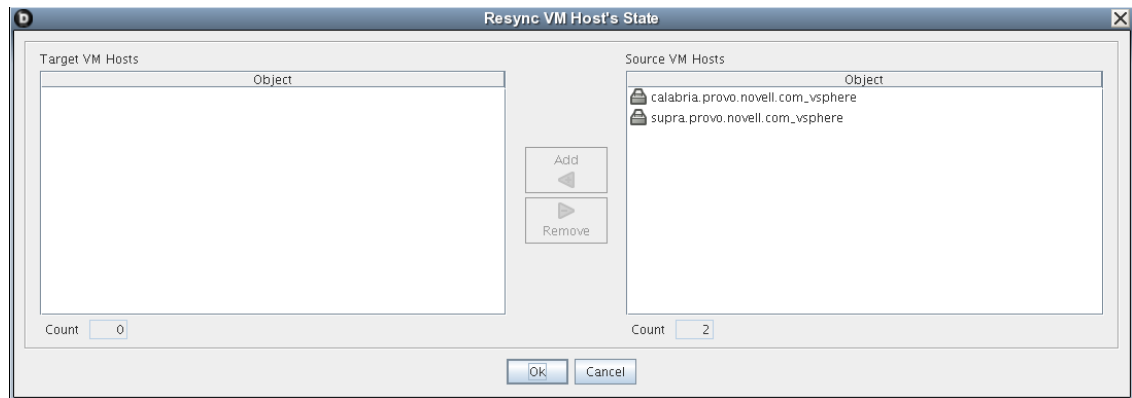 D
Resync VM Host's State
Target VM Hosts
Object
Count 0
Add
Remove
Source VM Hosts
Object
calabria.provo.novell.com_vsphere
supra.provo.novell.com_vsphere
Count 2
Ok
Cancel